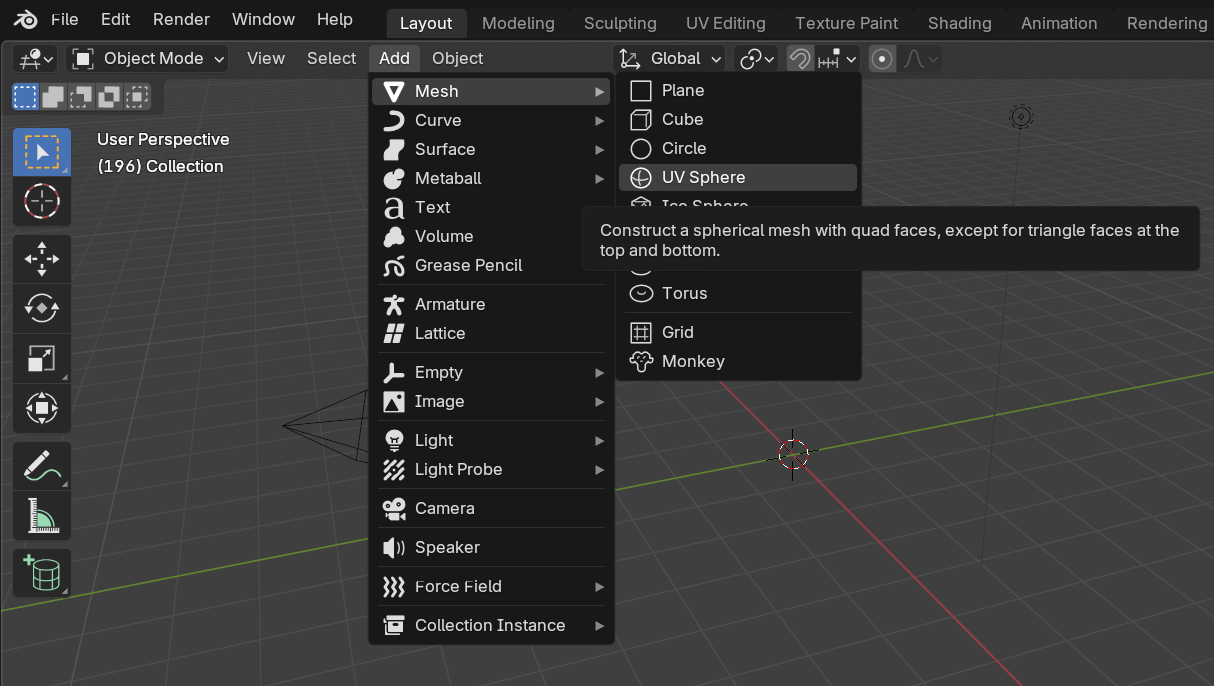 File Edit Render Window Help Layout Modeling Sculpting UV Editing Texture Paint Shading Animation Rendering
Object Mode View Select Add Object Global
User Perspective
(196) Collection
Mesh
Curve
Surface
Metaball
Text
Volume
Grease Pencil
Armature
Lattice
Empty
Image
Light
Light Probe
Camera
Speaker
Force Field
Collection Instance
Plane
Cube
Circle
UV Sphere
Ico Sphere
Construct a spherical mesh with quad faces, except for triangle faces at the
top and bottom.
Torus
Grid
Monkey